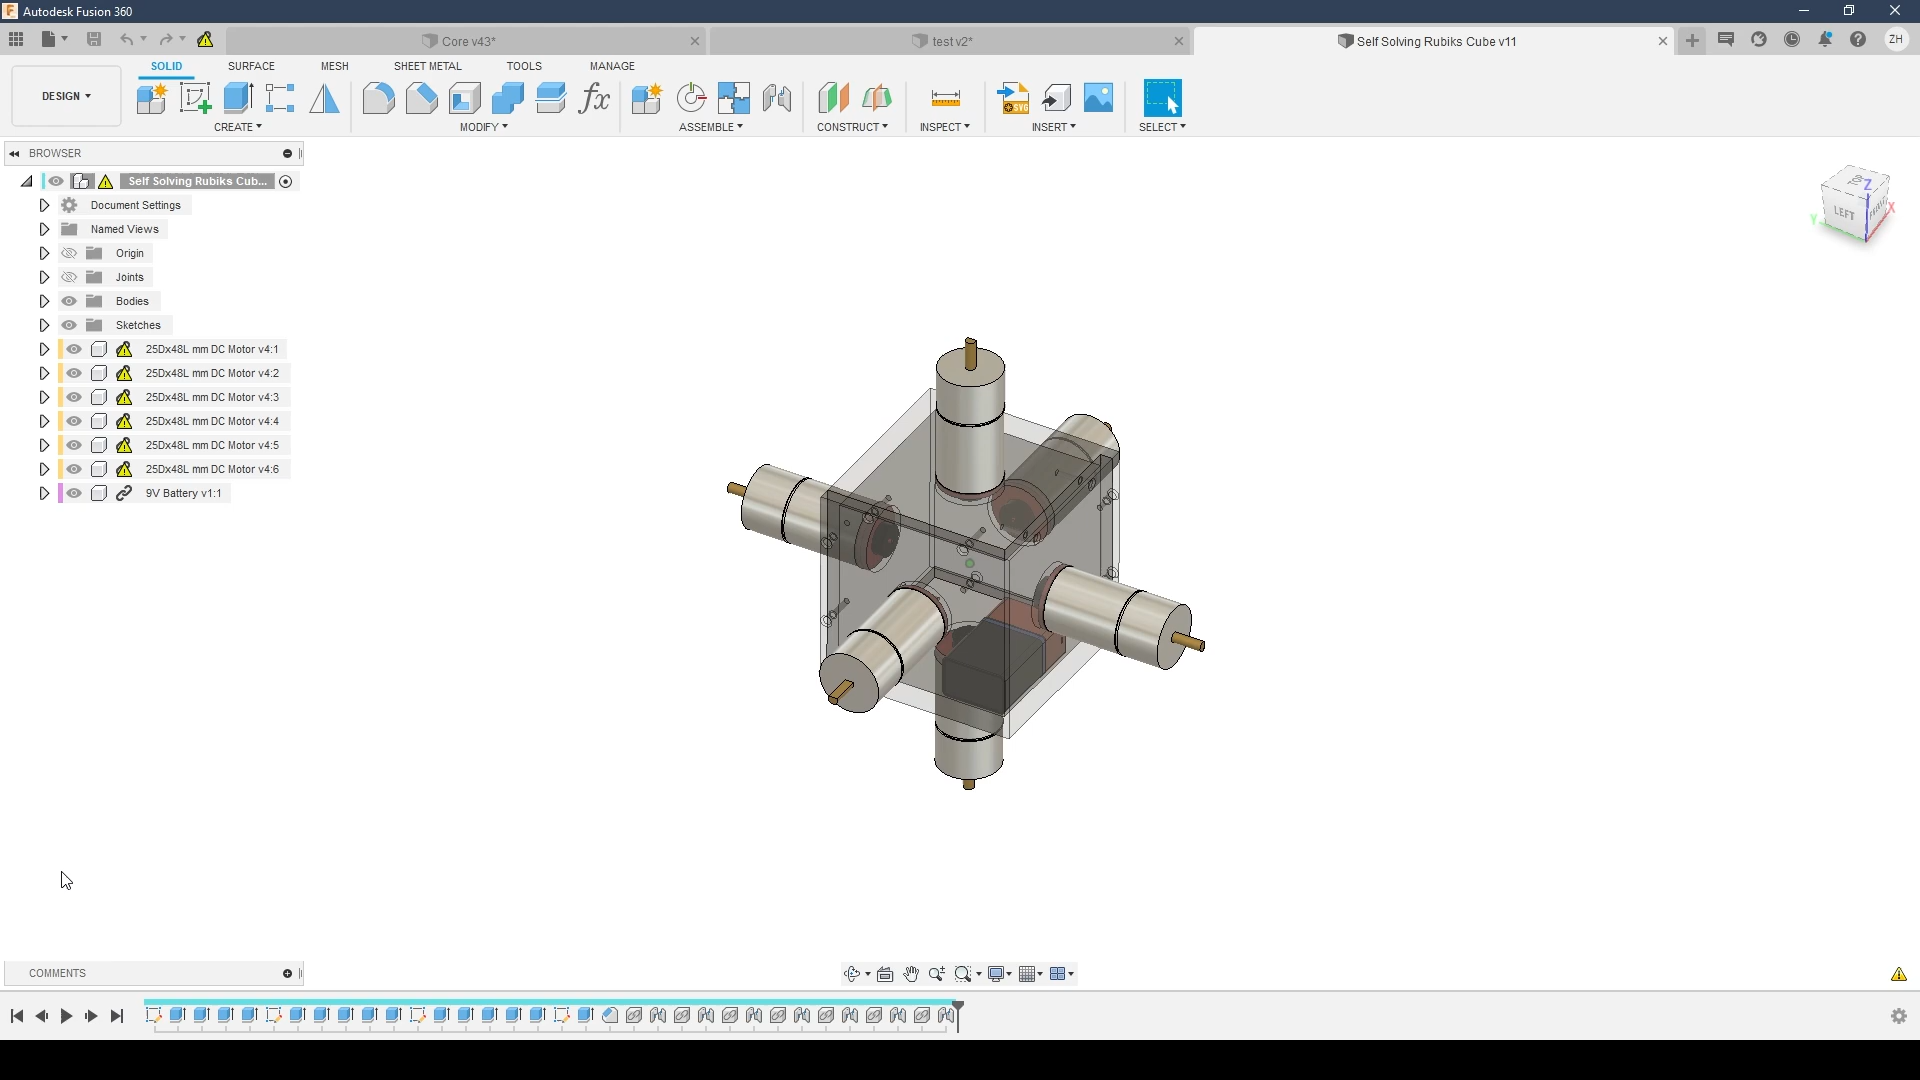 Autodesk Fusion 360
Core v43*
test v2*
Self Solving Rubiks Cube v11
ZH
SOLID SURFACE MESH SHEET METAL TOOLS MANAGE
DESIGN
CREATE MODIFY ASSEMBLE CONSTRUCT INSPECT INSERT SELECT
fx
SVG
BROWSER
Self Solving Rubiks Cub...
Document Settings
Named Views
Origin
Joints
Bodies
Sketches
25Dx48L mm DC Motor v4:1
25Dx48L mm DC Motor v4:2
25Dx48L mm DC Motor v4:3
25Dx48L mm DC Motor v4:4
25Dx48L mm DC Motor v4:5
25Dx48L mm DC Motor v4:6
9V Battery v1:1
TOP
Z
LEFT
FRONT
X
Y
COMMENTS